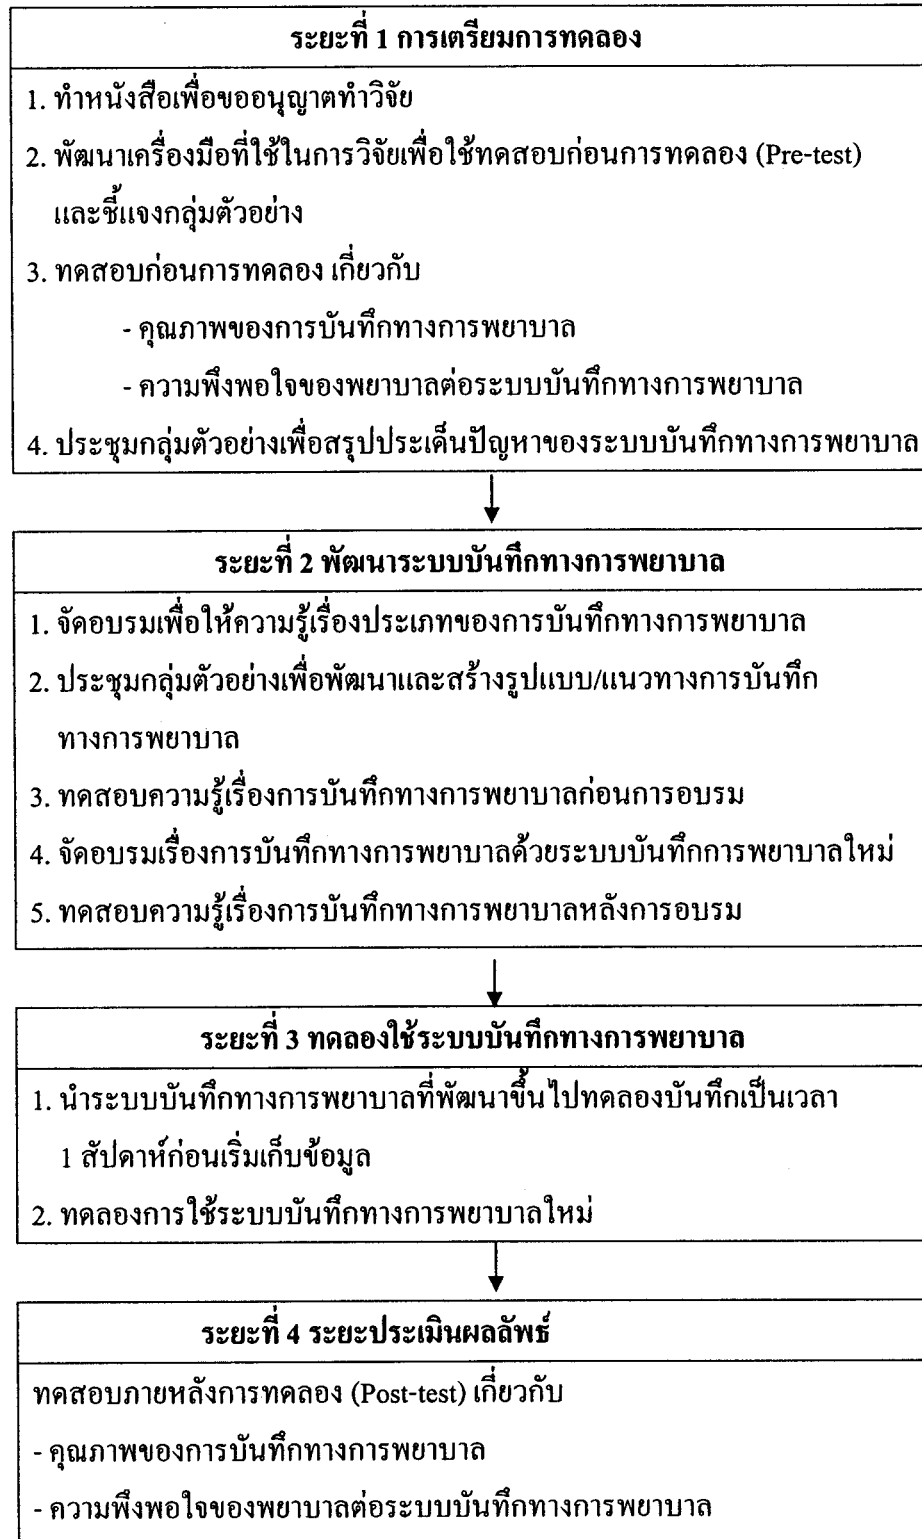 ระยะที่ 1 การเตรียมการทดลอง
1. ทำหนังสือเพื่อขออนุญาตทำวิจัย
2. พัฒนาเครื่องมือที่ใช้ในการวิจัยเพื่อใช้ทดสอบก่อนการทดลอง (Pre-test)
และชี้แจงกลุ่มตัวอย่าง
3. ทดสอบก่อนการทดลอง เกี่ยวกับ
- คุณภาพของการบันทึกทางการพยาบาล
- ความพึงพอใจของพยาบาลต่อระบบบันทึกทางการพยาบาล
4. ประชุมกลุ่มตัวอย่างเพื่อสรุปประเด็นปัญหาของระบบบันทึกทางการพยาบาล
ระยะที่ 2 พัฒนาระบบบันทึกทางการพยาบาล
1. จัดอบรมเพื่อให้ความรู้เรื่องประเภทของการบันทึกทางการพยาบาล
2. ประชุมกลุ่มตัวอย่างเพื่อพัฒนาและสร้างรูปแบบ/แนวทางการบันทึก
ทางการพยาบาล
3. ทดสอบความรู้เรื่องการบันทึกทางการพยาบาลก่อนการอบรม
4. จัดอบรมเรื่องการบันทึกทางการพยาบาลด้วยระบบบันทึกการพยาบาลใหม่
5. ทดสอบความรู้เรื่องการบันทึกทางการพยาบาลหลังการอบรม
ระยะที่ 3 ทดลองใช้ระบบบันทึกทางการพยาบาล
1. นำระบบบันทึกทางการพยาบาลที่พัฒนาขึ้นไปทดลองบันทึกเป็นเวลา
1 สัปดาห์ก่อนเริ่มเก็บข้อมูล
2. ทดลองการใช้ระบบบันทึกทางการพยาบาลใหม่
ระยะที่ 4 ระยะประเมินผลลัพธ์
ทดสอบภายหลังการทดลอง (Post-test) เกี่ยวกับ
- คุณภาพของการบันทึกทางการพยาบาล
- ความพึงพอใจของพยาบาลต่อระบบบันทึกทางการพยาบาล